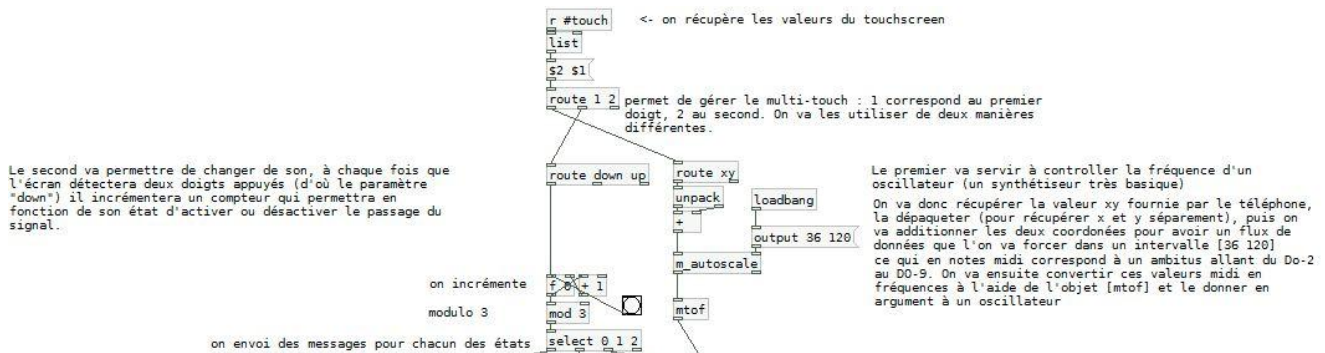 r #touch
<- on récupère les valeurs du touchscreen
list
$2 $1
route 1 2
permet de gérer le multi-touch : 1 correspond au premier
doigt, 2 au second. On va les utiliser de deux manières
différentes.
Le second va permettre de changer de son, à chaque fois que
l'écran détectera deux doigts appuyés (d'où le paramètre
"down") il incrémentera un compteur qui permettra en
fonction de son état d'activer ou désactiver le passage du
signal.
route down up
route xy
unpack
+
loadbang
output 36 120
m_autoscale
Le premier va servir à controller la fréquence d'un
oscillateur (un synthétiseur très basique)
On va donc récupérer la valeur xy fournie par le téléphone,
la dépaqueter (pour récupérer x et y séparement), puis on
va additionner les deux coordonées pour avoir un flux de
données que l'on va forcer dans un intervalle [36 120]
ce qui en notes midi correspond à un ambitus allant du Do-2
au DO-9. On va ensuite convertir ces valeurs midi en
fréquences à l'aide de l'objet [mtof] et le donner en
argument à un oscillateur
on incrémente
f 0
+ 1
modulo 3
mod 3
mtof
on envoi des messages pour chacun des états
select 0 1 2